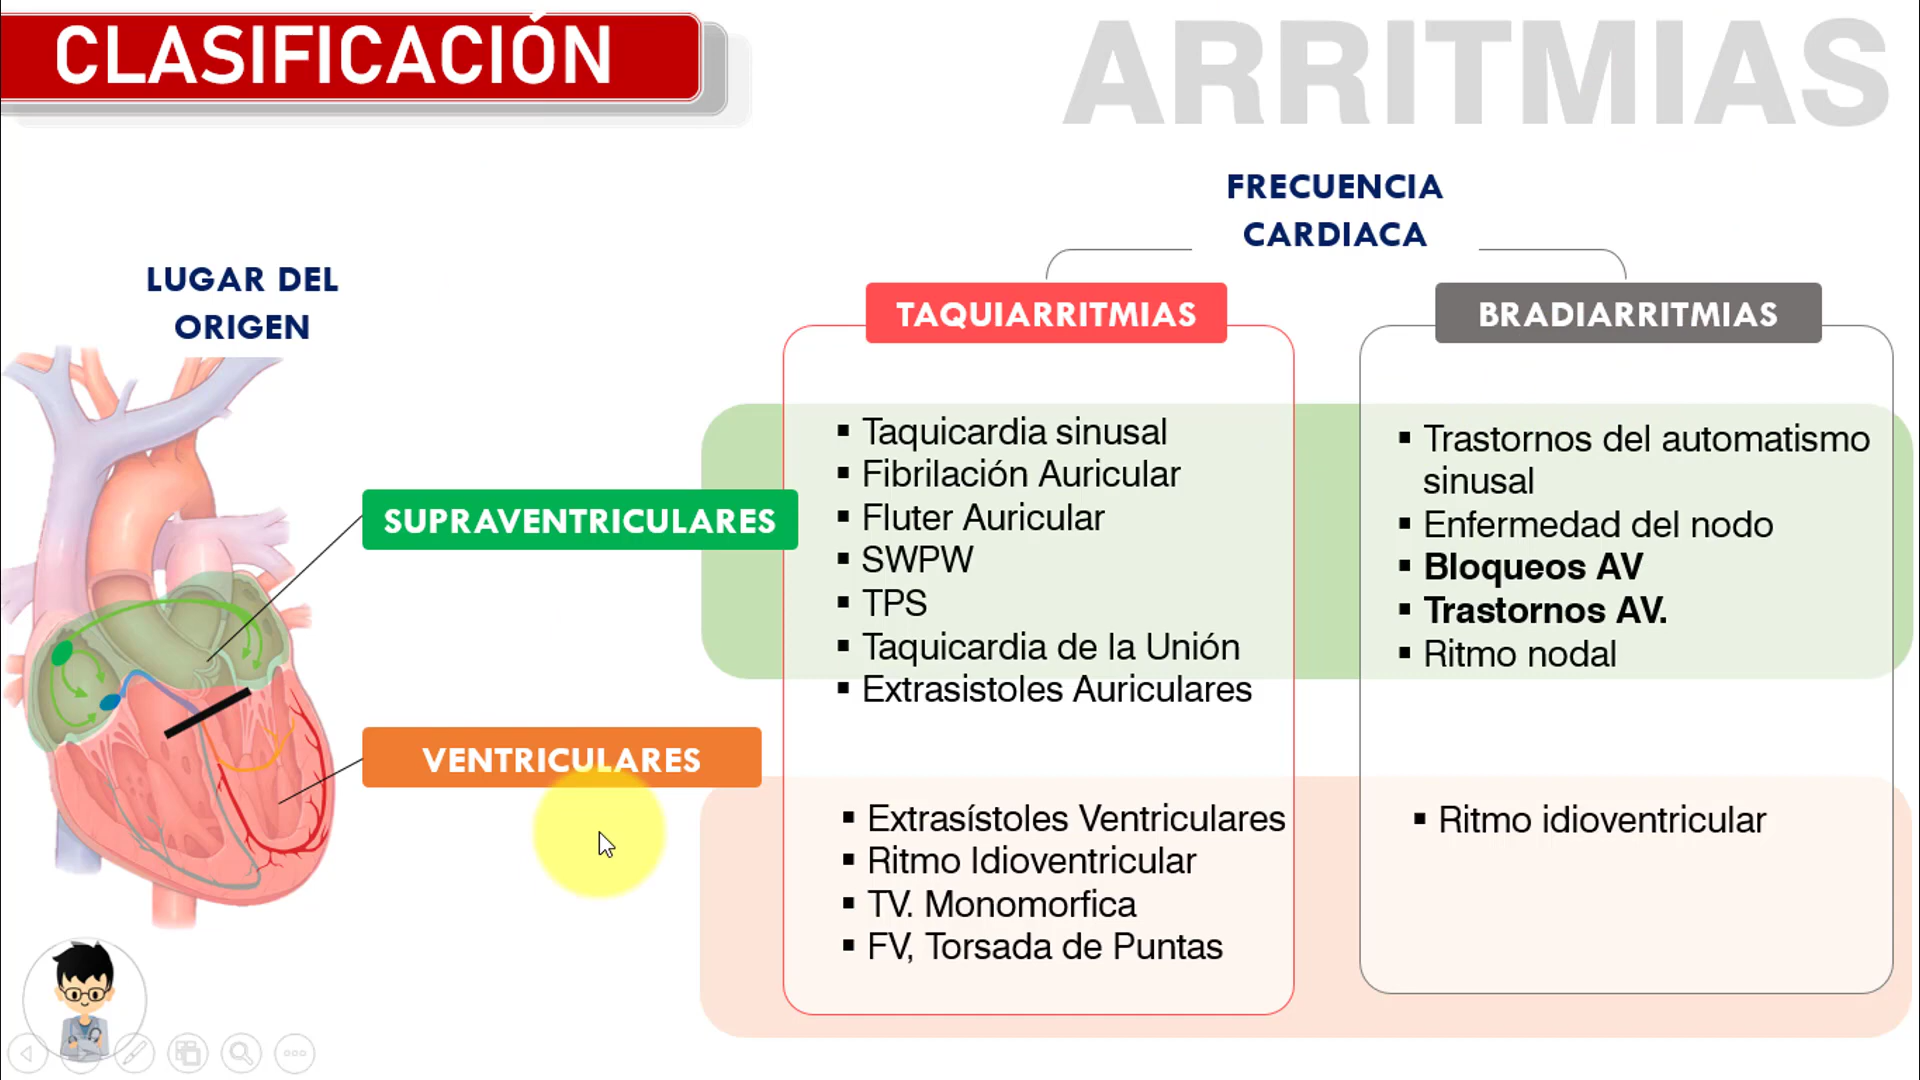 CLASIFICACIÓN
ARRITMIAS
FRECUENCIA
CARDIACA
LUGAR DEL
ORIGEN
TAQUIARRITMIAS
BRADIARRITMIAS
SUPRAVENTRICULARES
▪ Taquicardia sinusal
▪ Fibrilación Auricular
▪ Fluter Auricular
▪ SWPW
▪ TPS
▪ Taquicardia de la Unión
▪ Extrasistoles Auriculares
▪ Trastornos del automatismo
sinusal
▪ Enfermedad del nodo
▪ Bloqueos AV
▪ Trastornos AV.
▪ Ritmo nodal
VENTRICULARES
▪ Extrasístoles Ventriculares
▪ Ritmo Idioventricular
▪ TV. Monomorfica
▪ FV, Torsada de Puntas
▪ Ritmo idioventricular